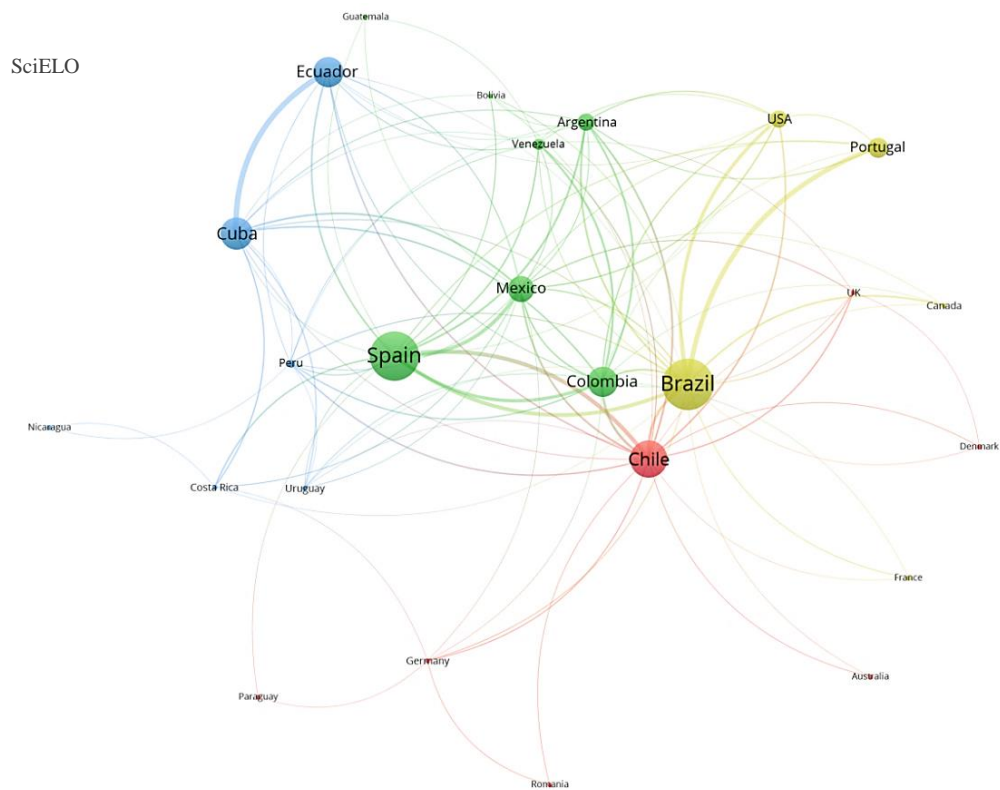 Guatemala
SciELO
Ecuador
Bolivia
Argentina
USA
Venezuela
Portugal
Cuba
Mexico
UK
Canada
Spain
Peru
Colombia
Brazil
Nicaragua
Denmark
Chile
Costa Rica
Uruguay
France
Germany
Australia
Paraguay
Romania